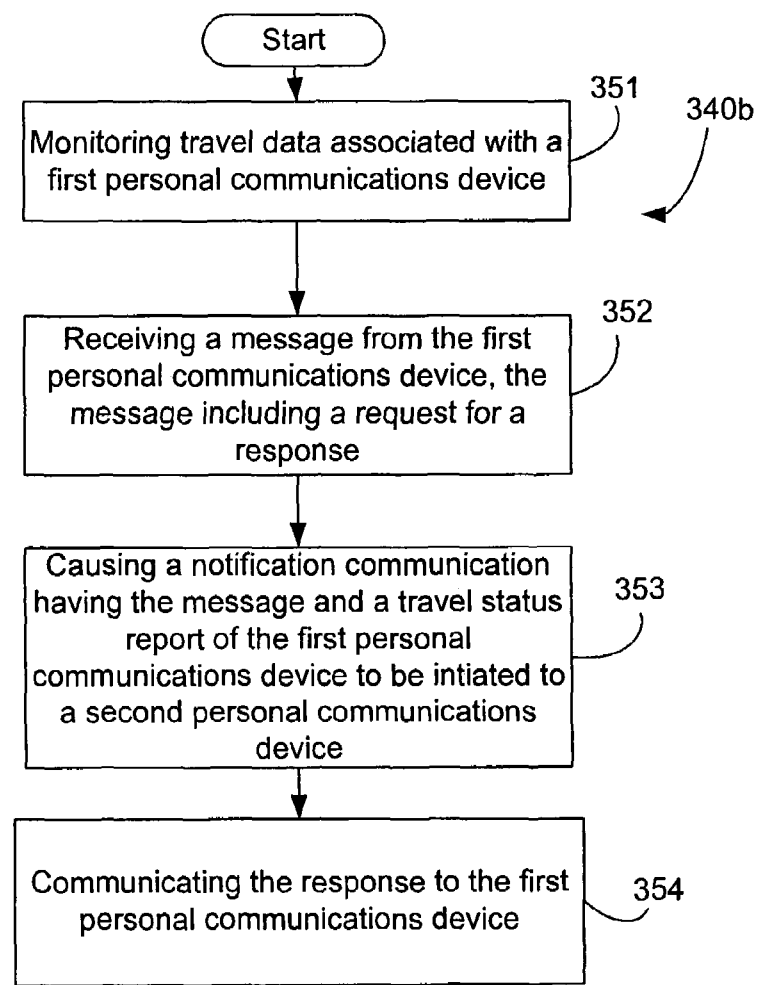 Start
351
340b
Monitoring travel data associated with a
first personal communications device
352
Receiving a message from the first
personal communications device, the
message including a request for a
response
353
Causing a notification communication
having the message and a travel status
report of the first personal
communications device to be intiated to
a second personal communications
device
354
Communicating the response to the first
personal communications device